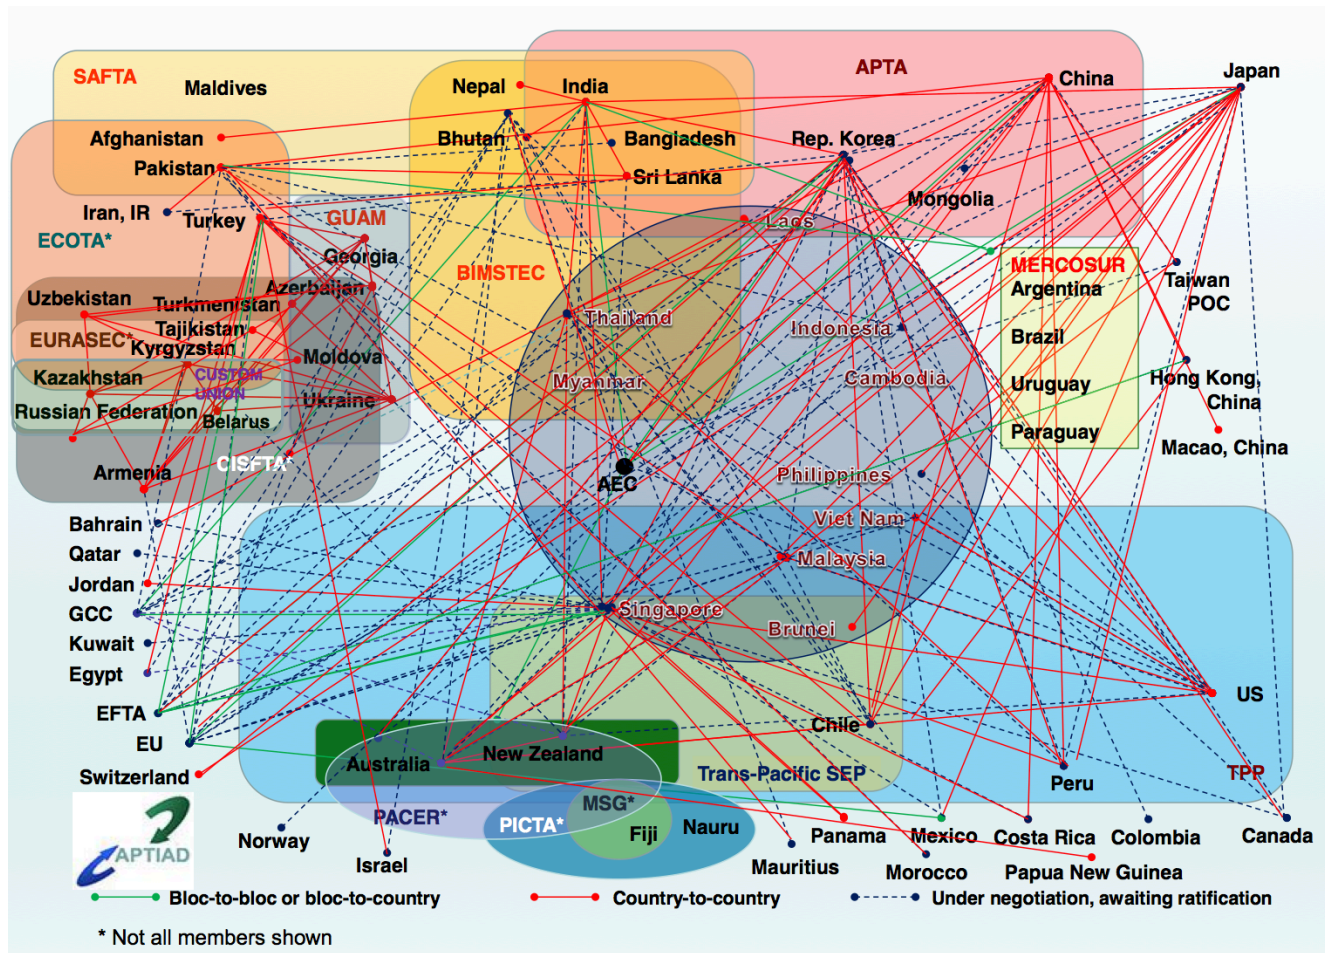 SAFTA
Maldives
Nepal
India
APTA
China
Japan
Afghanistan
Bhutan
Bangladesh
Rep. Korea
Pakistan
Sri Lanka
Mongolia
Iran, IR
Turkey
GUAM
Laos
ECOTA*
Georgia
BIMSTEC
MERCOSUR
Taiwan
POC
Azerbaijan
Argentina
Uzbekistan
Turkmenistan
Thailand
Indonesia
Tajikistan
EURASEC*
Kyrgyzstan
Moldova
Brazil
Kazakhstan
CUSTOM
UNION
Myanmar
Cambodia
Uruguay
Hong Kong,
China
Russian Federation
Belarus
Ukraine
Paraguay
Macao, China
Armenia
CISFTA*
AEC
Philippines
Bahrain
Viet Nam
Qatar
Malaysia
Jordan
GCC
Singapore
Brunei
Kuwait
Egypt
US
EFTA
Chile
EU
New Zealand
Australia
Switzerland
Trans-Pacific SEP
Peru
TPP
MSG*
PACER*
PICTA*
Fiji
Nauru
Norway
Panama
Mexico
Costa Rica
Colombia
Canada
APTIAD
Israel
Mauritius
Morocco
Papua New Guinea
Bloc-to-bloc or bloc-to-country
Country-to-country
Under negotiation, awaiting ratification
* Not all members shown